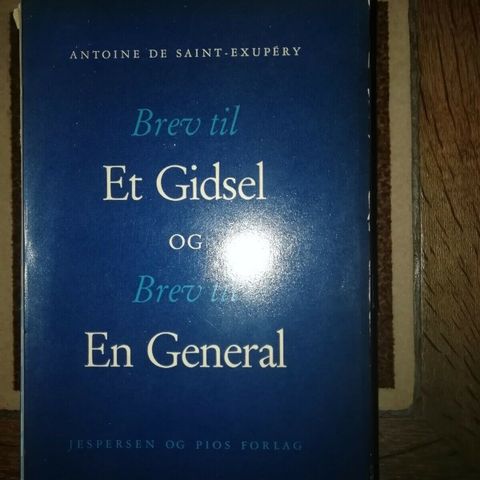 ANTOINE DE SAINT-EXUPÉRY
Brev til
Et Gidsel
OG
Brev til
En General
JESPERSEN OG PIOS FORLAG